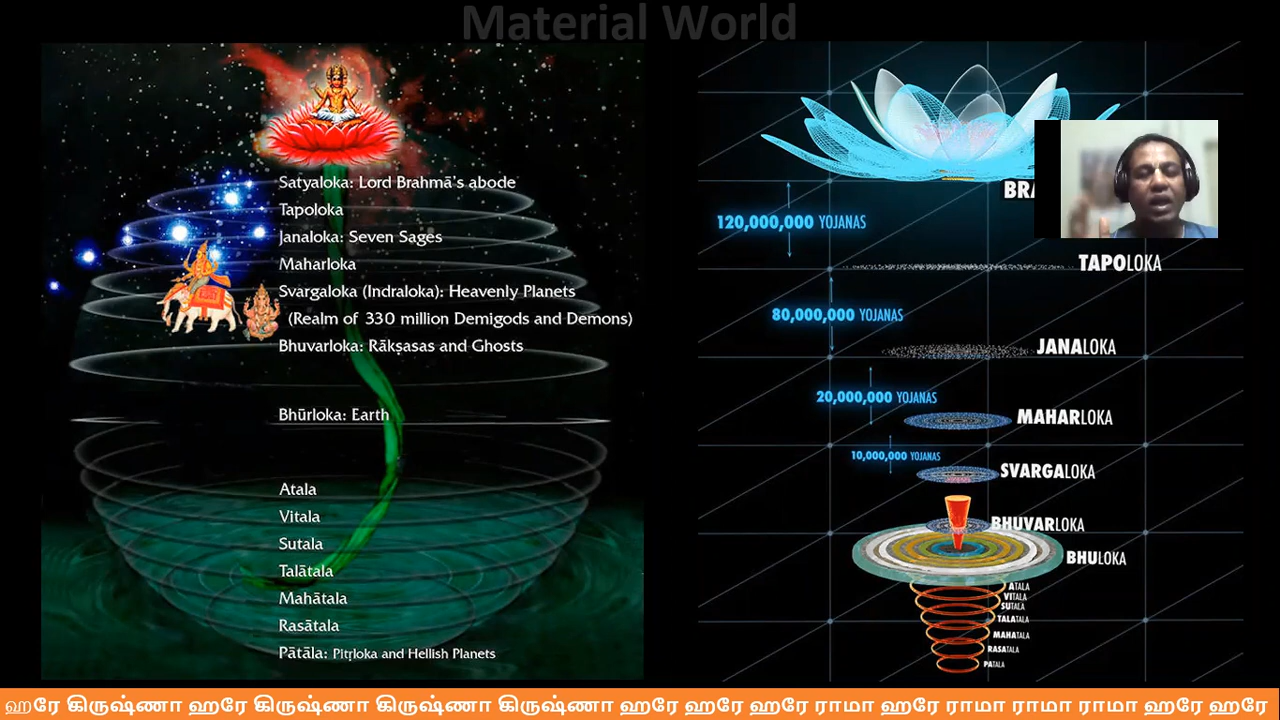 Material World
Satyaloka: Lord Brahmā's abode
Tapoloka
Janaloka: Seven Sages
Maharloka
Svargaloka (Indraloka): Heavenly Planets
(Realm of 330 million Demigods and Demons)
Bhuvarloka: Rākṣasas and Ghosts
Bhūrloka: Earth
Atala
Vitala
Sutala
Talātala
Mahātala
Rasātala
Pātāla: Pitṛloka and Hellish Planets
BRA
120,000,000 YOJANAS
TAPOLOKA
80,000,000 YOJANAS
JANALOKA
20,000,000 YOJANAS
MAHARLOKA
10,000,000 YOJANAS
SVARGALOKA
BHUVARLOKA
BHULOKA
ATALA
VITALA
SUTALA
TALATALA
MAHATALA
RASATALA
PATALA
ஹரே கிருஷ்ணா ஹரே கிருஷ்ணா கிருஷ்ணா கிருஷ்ணா ஹரே ஹரே ஹரே ராமா ஹரே ராமா ராமா ராமா ஹரே ஹரே